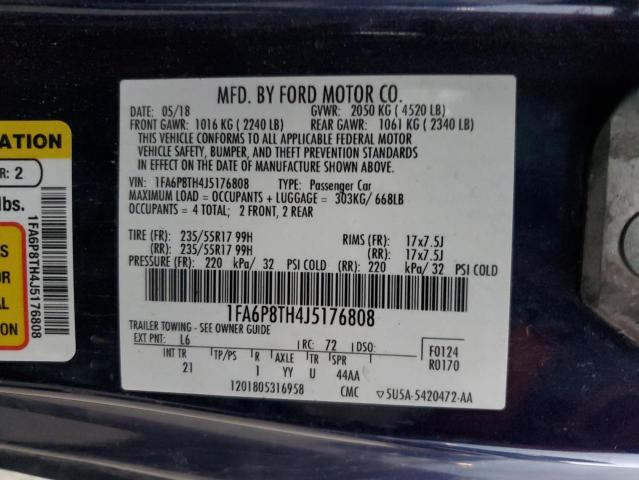 MFD. BY FORD MOTOR CO.
DATE: 05/18 GVWR: 2050 KG ( 4520 LB)
FRONT GAWR: 1016 KG ( 2240 LB) REAR GAWR: 1061 KG ( 2340 LB)
THIS VEHICLE CONFORMS TO ALL APPLICABLE FEDERAL MOTOR
VEHICLE SAFETY, BUMPER, AND THEFT PREVENTION STANDARDS
IN EFFECT ON THE DATE OF MANUFACTURE SHOWN ABOVE.
VIN: 1FA6P8TH4J5176808 TYPE: Passenger Car
MAXIMUM LOAD = OCCUPANTS + LUGGAGE = 303KG/ 668LB
OCCUPANTS = 4 TOTAL; 2 FRONT, 2 REAR
TIRE (FR): 235/55R17 99H RIMS (FR): 17x7.5J
(RR): 235/55R17 99H (RR): 17x7.5J
PRESSURE (FR): 220 kPa/ 32 PSI COLD (RR): 220 kPa/ 32 PSI COLD
1FA6P8TH4J5176808
TRAILER TOWING - SEE OWNER GUIDE
EXT PNT: L6 RC: 72 DSO: F0124
INT TR TP/PS R AXLE TR SPR R0170
21 1 YY U 44AA
1201805316958 CMC 5U5A-5420472-AA
ATION
R: 2
lbs.
S
OR
AL
ION
1FA6P8TH4J5176808